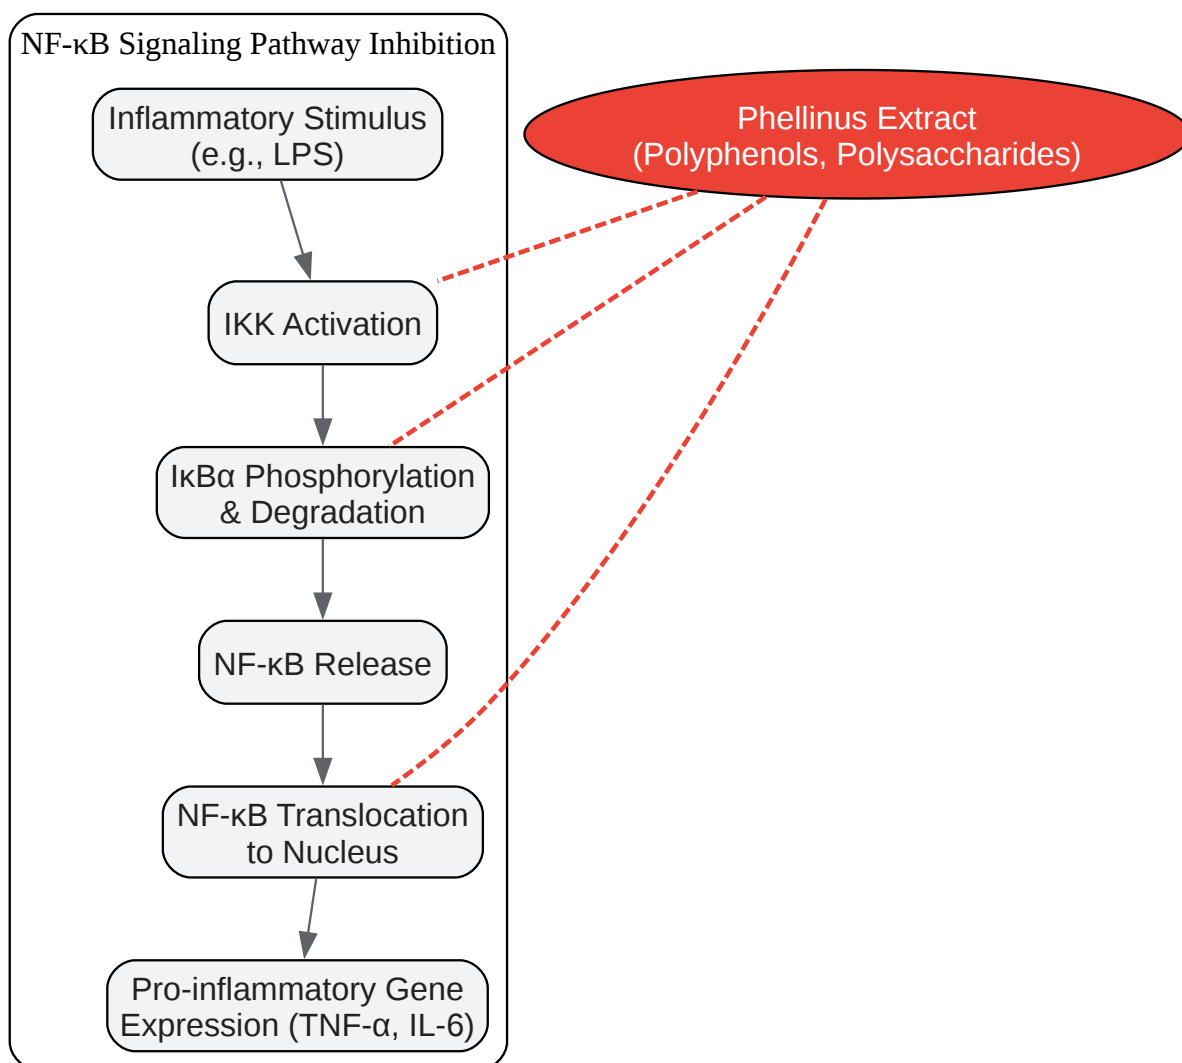 NF-κB Signaling Pathway Inhibition
Inflammatory Stimulus
(e.g., LPS)
Phellinus Extract
(Polyphenols, Polysaccharides)
IKK Activation
IκBα Phosphorylation
& Degradation
NF-κB Release
NF-κB Translocation
to Nucleus
Pro-inflammatory Gene
Expression (TNF-α, IL-6)